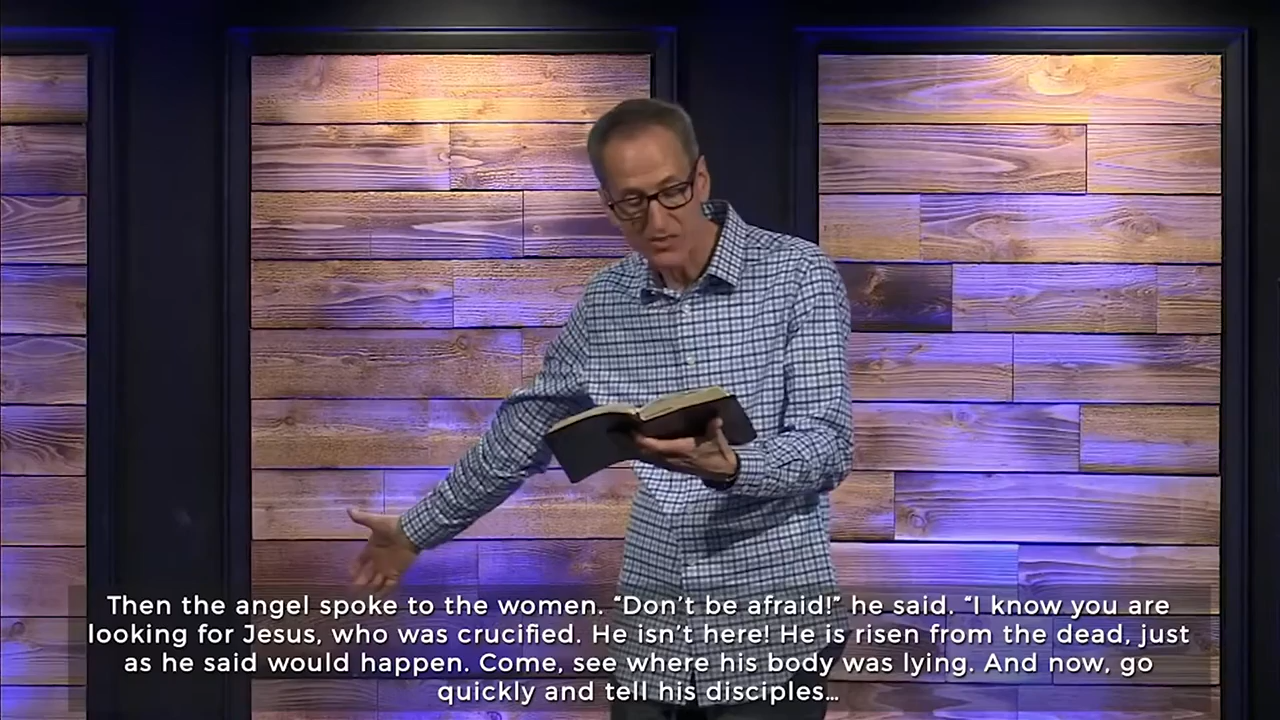 Then the angel spoke to the women. “Don’t be afraid!” he said. “I know you are
looking for Jesus, who was crucified. He isn’t here! He is risen from the dead, just
as he said would happen. Come, see where his body was lying. And now, go
quickly and tell his disciples…